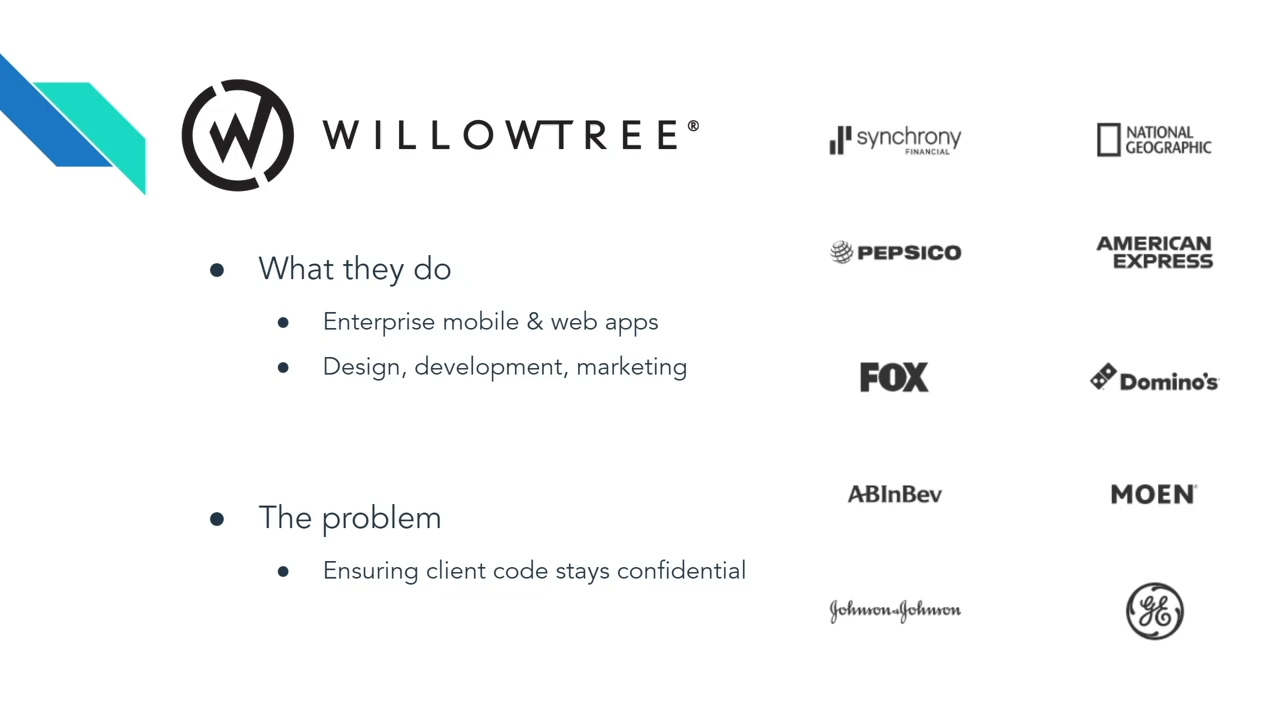 WILLOWTREE®
● What they do
● Enterprise mobile & web apps
● Design, development, marketing
● The problem
● Ensuring client code stays confidential
synchrony
FINANCIAL
NATIONAL
GEOGRAPHIC
PEPSICO
AMERICAN
EXPRESS
FOX
Domino's
ABInBev
MOEN
Johnson&Johnson
GE